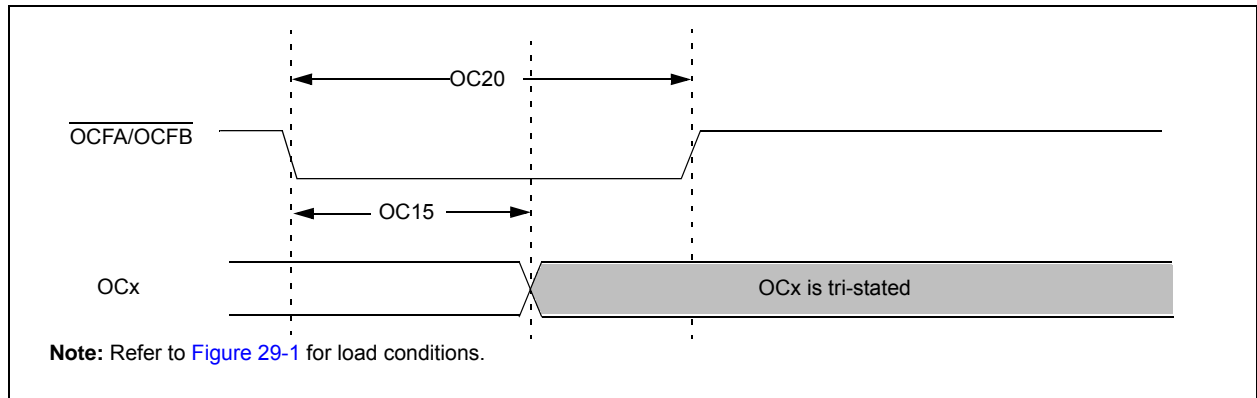 OC20
OCFA/OCFB
OC15
OCx
OCx is tri-stated
Note: Refer to Figure 29-1 for load conditions.